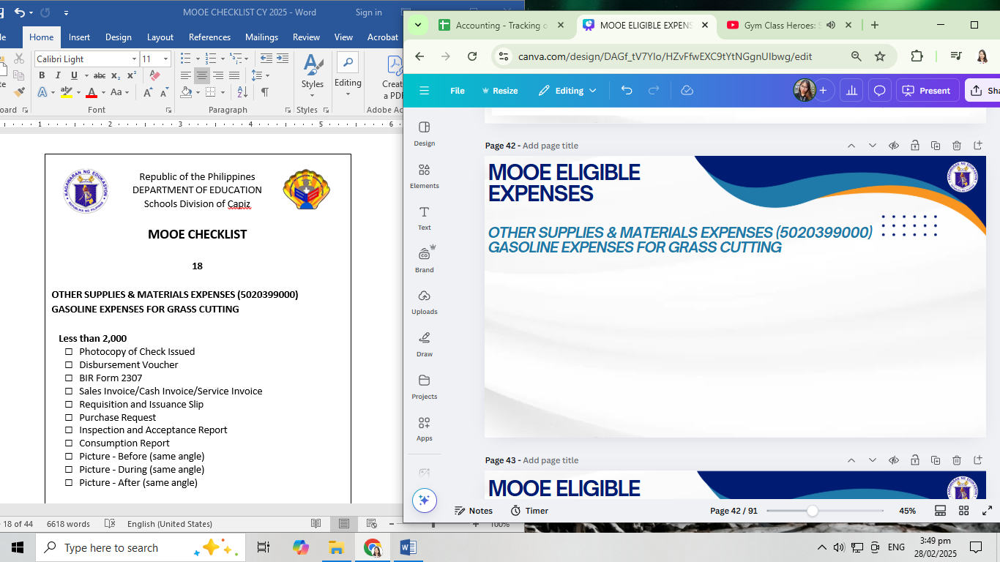 MOOE CHECKLIST CY 2025 - Word
Sign in
Home
Insert
Design
Layout
References
Mailings
Review
View
Acrobat
Calibri Light
11
Styles
Editing
a PDF
Font
Paragraph
Styles
1
2
3
4
5
6
Republic of the Philippines
DEPARTMENT OF EDUCATION
Schools Division of Capiz
MOOE CHECKLIST
18
OTHER SUPPLIES & MATERIALS EXPENSES (5020399000)
GASOLINE EXPENSES FOR GRASS CUTTING
Less than 2,000
☐ Photocopy of Check Issued
☐ Disbursement Voucher
☐ BIR Form 2307
☐ Sales Invoice/Cash Invoice/Service Invoice
☐ Requisition and Issuance Slip
☐ Purchase Request
☐ Inspection and Acceptance Report
☐ Consumption Report
☐ Picture - Before (same angle)
☐ Picture - During (same angle)
☐ Picture - After (same angle)
18 of 44
6618 words
English (United States)
100%
Accounting - Tracking
MOOE ELIGIBLE EXPENS
Gym Class Heroes:
canva.com/design/DAGf_tV7YIo/HZvFfwEXC9tYtNGgnUIbwg/edit
File
Resize
Editing
Present
Design
Elements
Text
Brand
Uploads
Draw
Projects
Apps
Page 42 - Add page title
MOOE ELIGIBLE
EXPENSES
OTHER SUPPLIES & MATERIALS EXPENSES (5020399000)
GASOLINE EXPENSES FOR GRASS CUTTING
Page 43 - Add page title
MOOE ELIGIBLE
Notes
Timer
Page 42 / 91
45%
Type here to search
ENG
3:49 pm
28/02/2025